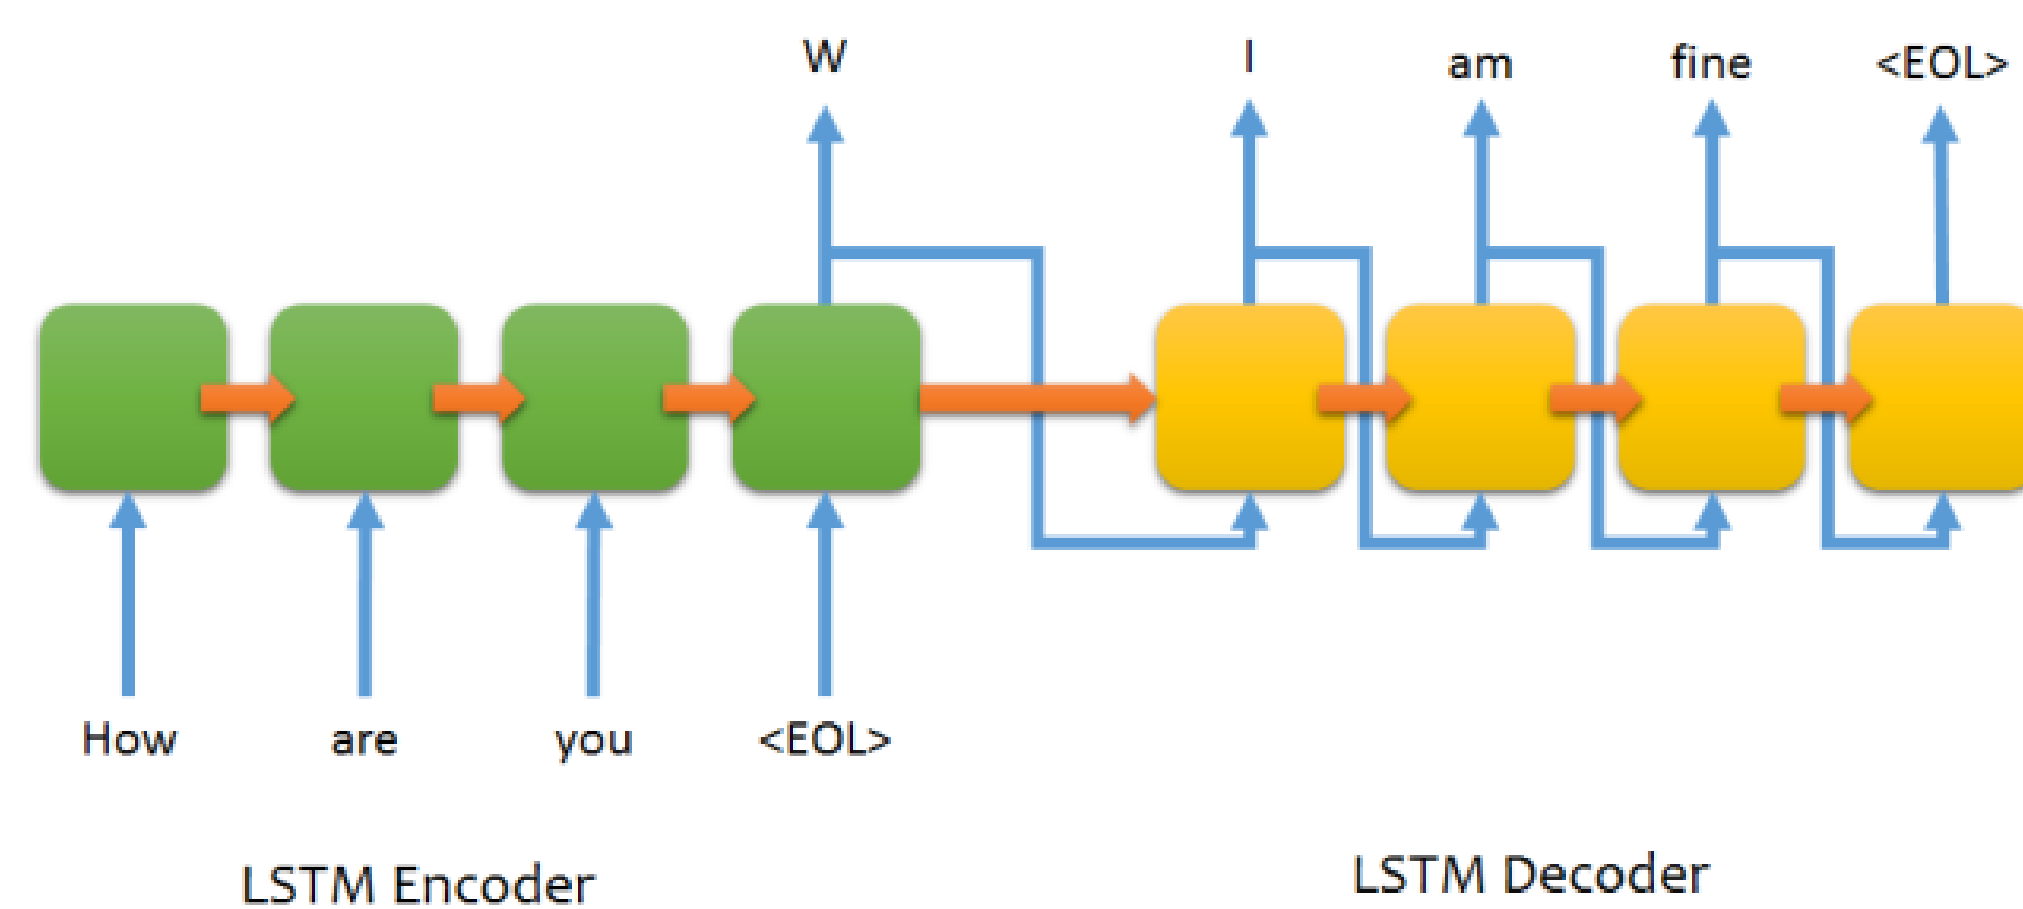 W I am fine <EOL>
How are you <EOL>
LSTM Encoder LSTM Decoder